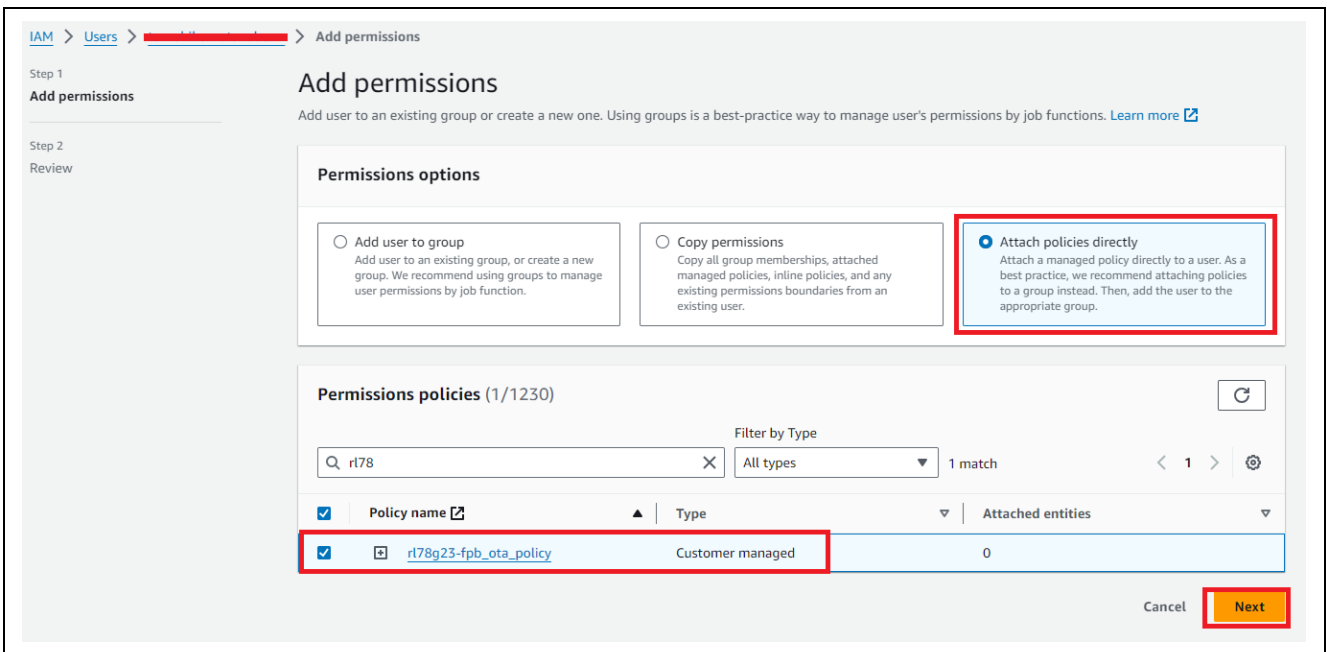 IAM > Users > > Add permissions
Step 1
Add permissions
Step 2
Review
Add permissions
Add user to an existing group or create a new one. Using groups is a best-practice way to manage user's permissions by job functions. Learn more
Permissions options
Add user to group
Add user to an existing group, or create a new
group. We recommend using groups to manage
user permissions by job function.
Copy permissions
Copy all group memberships, attached
managed policies, inline policies, and any
existing permissions boundaries from an
existing user.
Attach policies directly
Attach a managed policy directly to a user. As a
best practice, we recommend attaching policies
to a group instead. Then, add the user to the
appropriate group.
Permissions policies (1/1230)
Filter by Type
rl78
All types
1 match
< 1 >
Policy name
Type
Attached entities
rl78g23-fpb_ota_policy
Customer managed
0
Cancel
Next